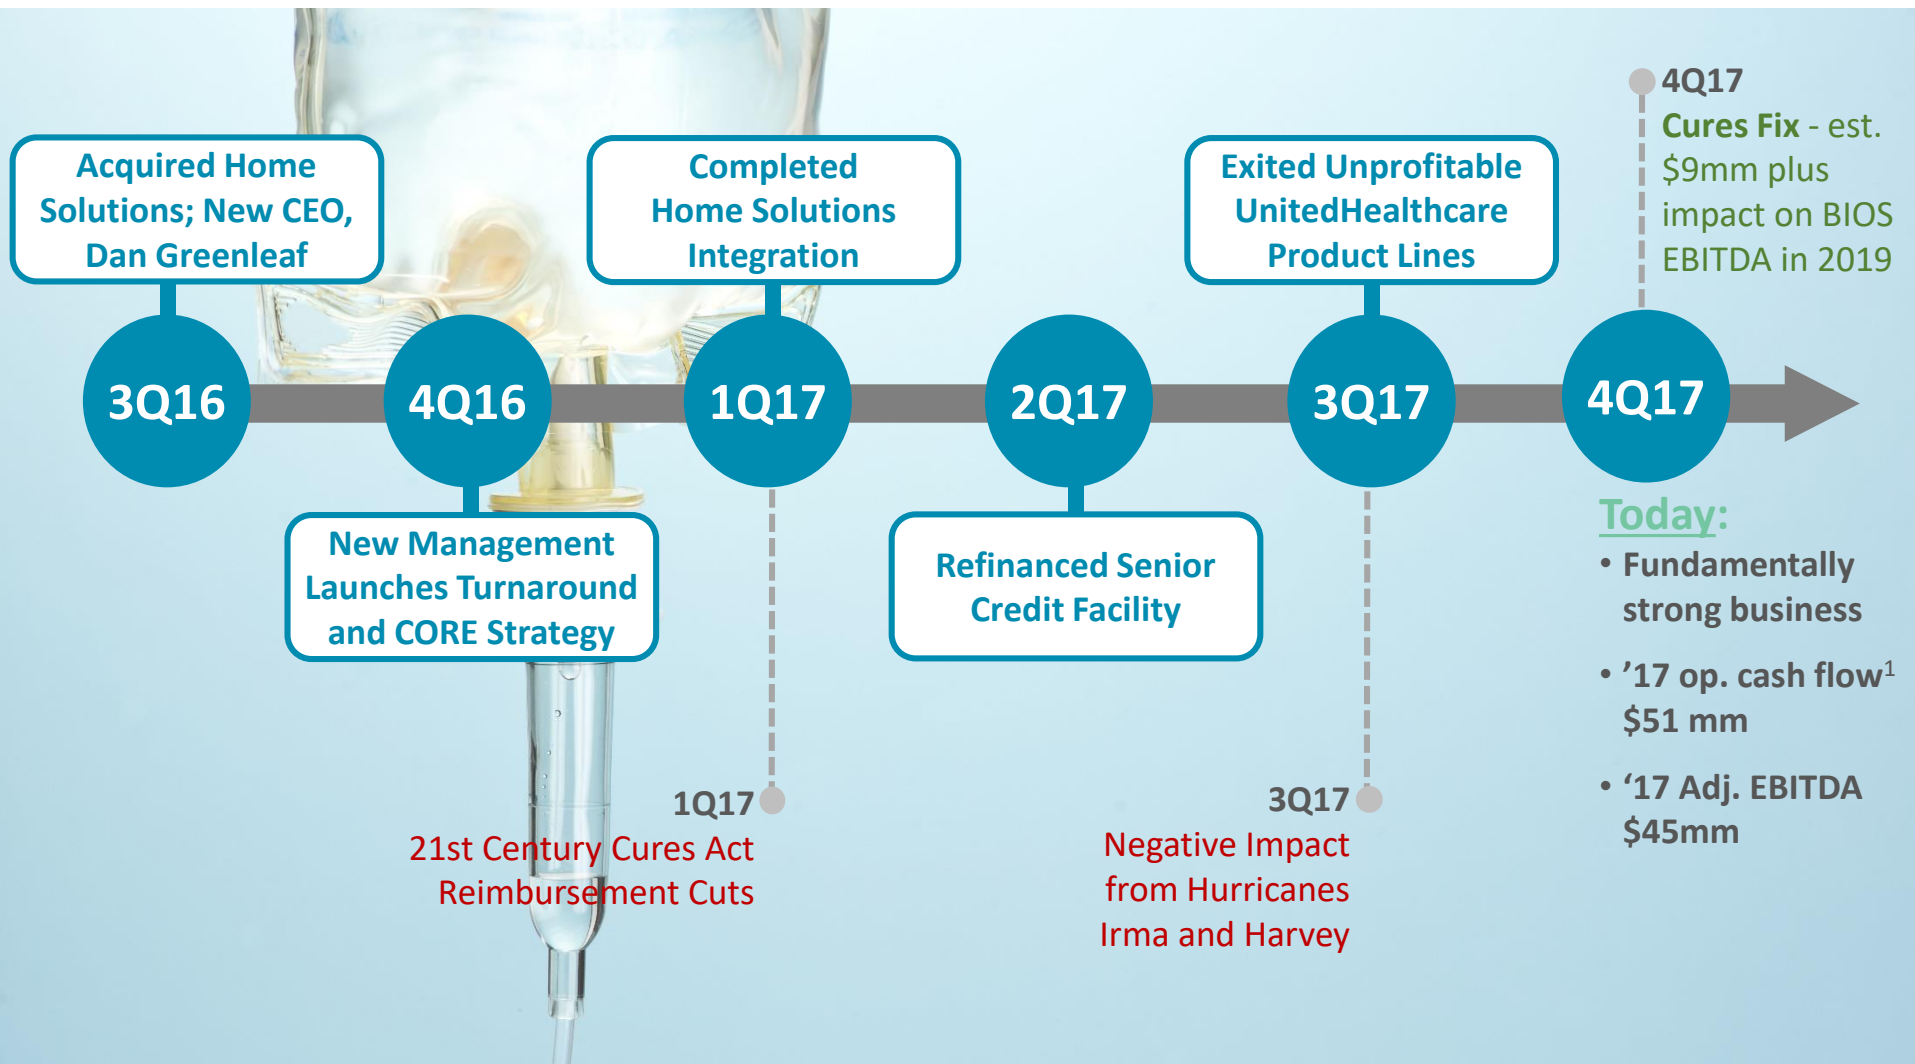 Acquired Home
Solutions; New CEO,
Dan Greenleaf
Completed
Home Solutions
Integration
Exited Unprofitable
UnitedHealthcare
Product Lines
4Q17
Cures Fix - est.
$9mm plus
impact on BIOS
EBITDA in 2019
3Q16
4Q16
1Q17
2Q17
3Q17
4Q17
New Management
Launches Turnaround
and CORE Strategy
Refinanced Senior
Credit Facility
1Q17
21st Century Cures Act
Reimbursement Cuts
3Q17
Negative Impact
from Hurricanes
Irma and Harvey
Today:
• Fundamentally
strong business
• ’17 op. cash flow¹
$51 mm
• ‘17 Adj. EBITDA
$45mm